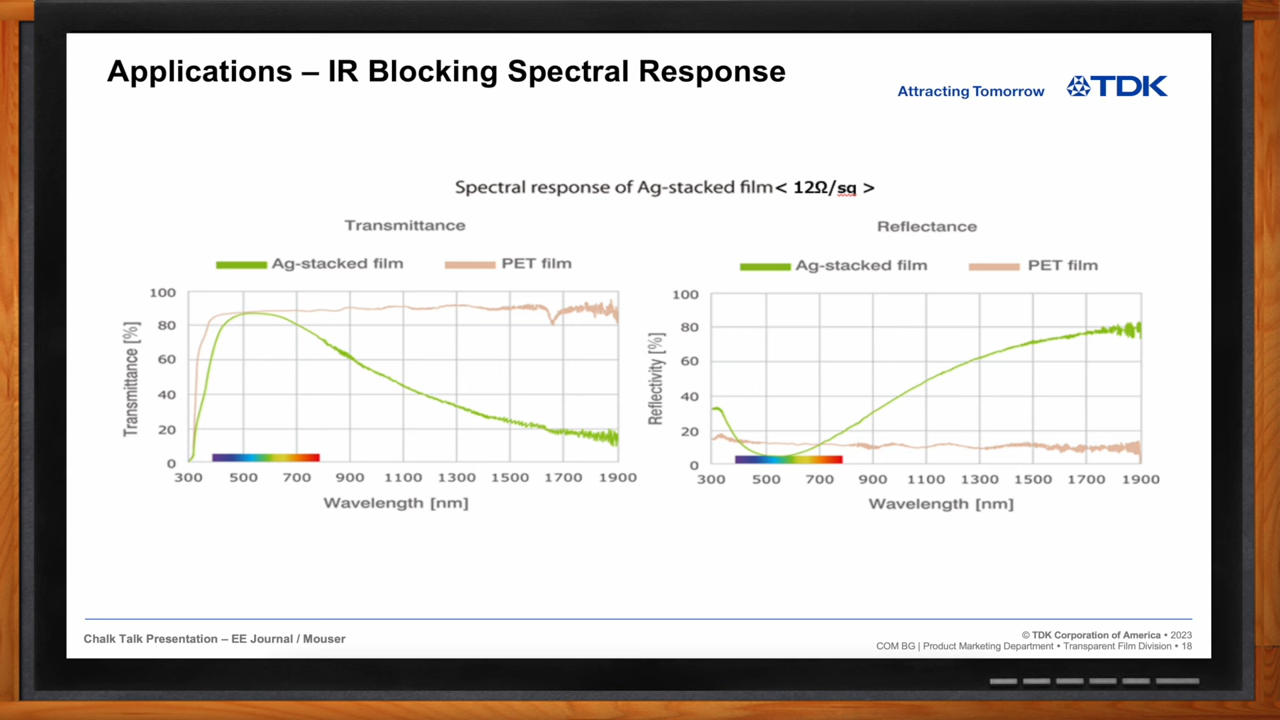 Applications – IR Blocking Spectral Response
Attracting Tomorrow
TDK
Spectral response of Ag-stacked film < 12Ω/sq >
Transmittance
Ag-stacked film
PET film
Transmittance [%]
100
80
60
40
20
0
300 500 700 900 1100 1300 1500 1700 1900
Wavelength [nm]
Reflectance
Ag-stacked film
PET film
Reflectivity [%]
100
80
60
40
20
0
300 500 700 900 1100 1300 1500 1700 1900
Wavelength [nm]
Chalk Talk Presentation – EE Journal / Mouser
© TDK Corporation of America • 2023
COM BG | Product Marketing Department • Transparent Film Division • 18